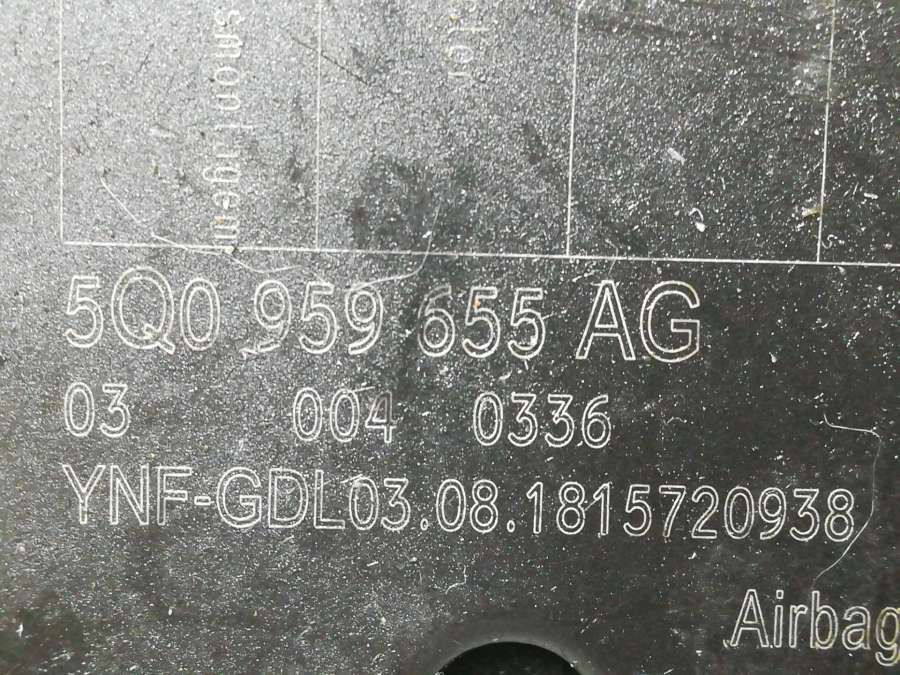 5Q0 959 655 AG
03 004 0336
YNF-GDL03.08.1815720938
Airbag